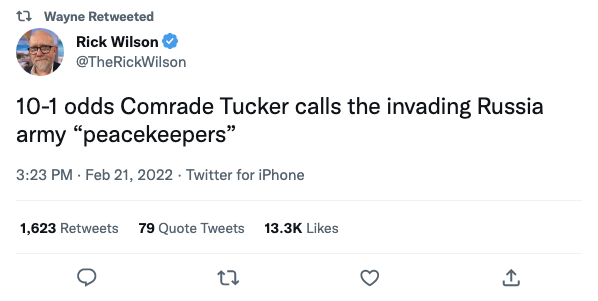 Wayne Retweeted
Rick Wilson
@TheRickWilson
10-1 odds Comrade Tucker calls the invading Russia
army “peacekeepers”
3:23 PM · Feb 21, 2022 · Twitter for iPhone
1,623 Retweets 79 Quote Tweets 13.3K Likes